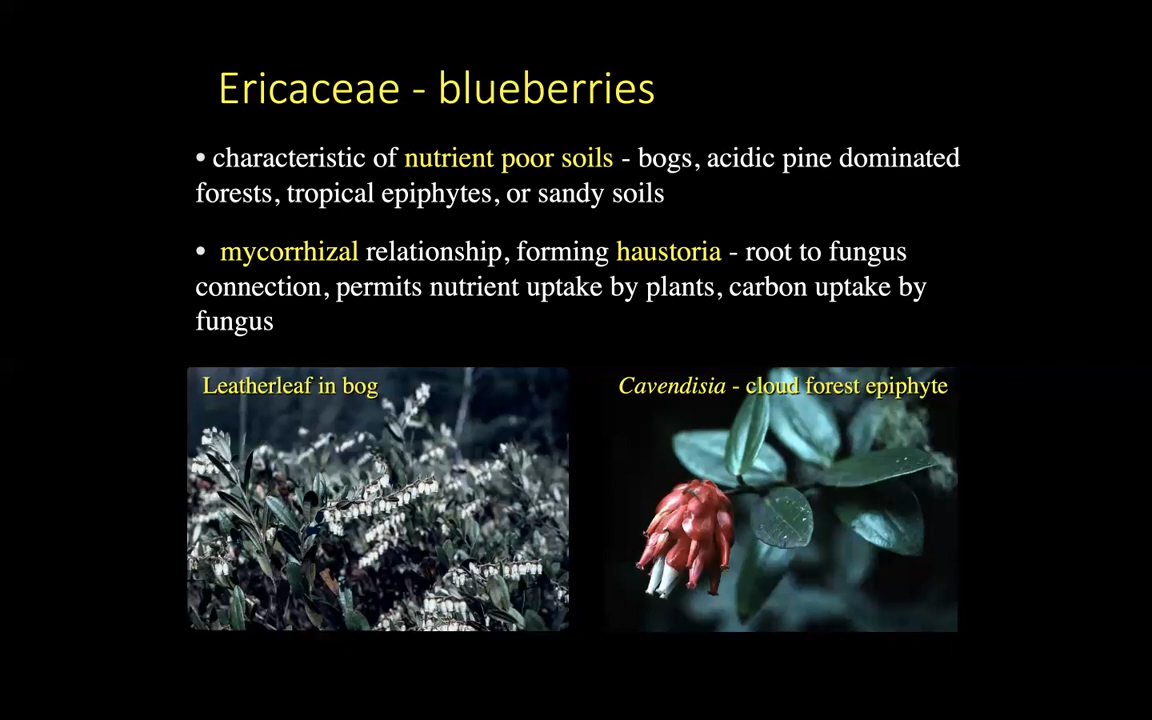 Ericaceae - blueberries
• characteristic of nutrient poor soils - bogs, acidic pine dominated
forests, tropical epiphytes, or sandy soils
• mycorrhizal relationship, forming haustoria - root to fungus
connection, permits nutrient uptake by plants, carbon uptake by
fungus
Leatherleaf in bog
Cavendisia - cloud forest epiphyte